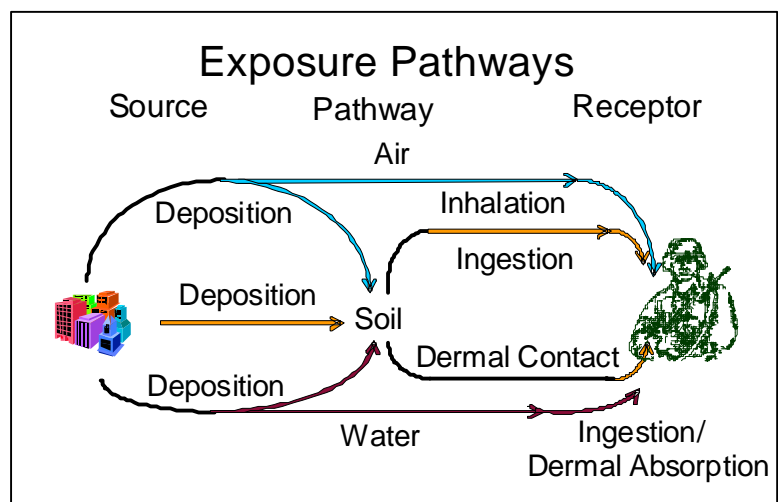 Exposure Pathways
Source Pathway Receptor
Air
Deposition Inhalation
Ingestion
Deposition Soil
Dermal Contact
Deposition
Water Ingestion/
Dermal Absorption